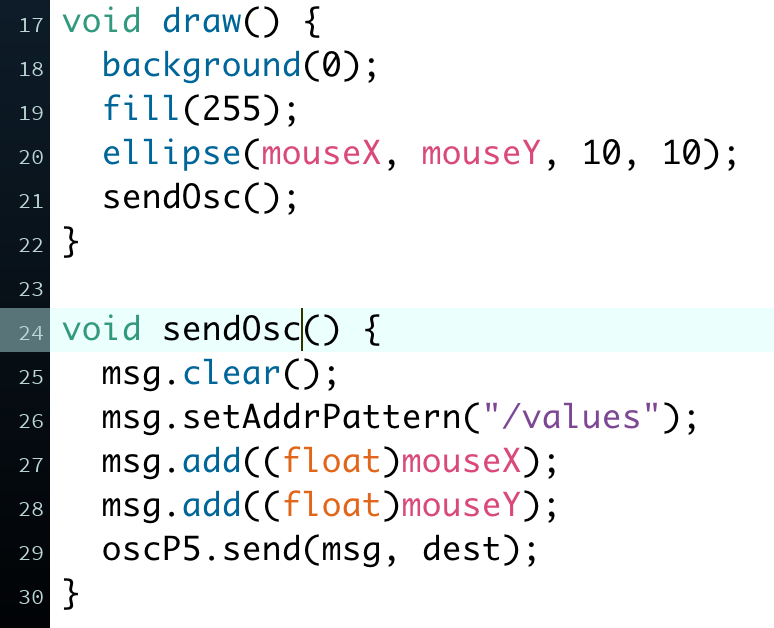 17 void draw() {
18   background(0);
19   fill(255);
20   ellipse(mouseX, mouseY, 10, 10);
21   sendOsc();
22 }
23
24 void sendOsc() {
25   msg.clear();
26   msg.setAddrPattern("/values");
27   msg.add((float)mouseX);
28   msg.add((float)mouseY);
29   oscP5.send(msg, dest);
30 }